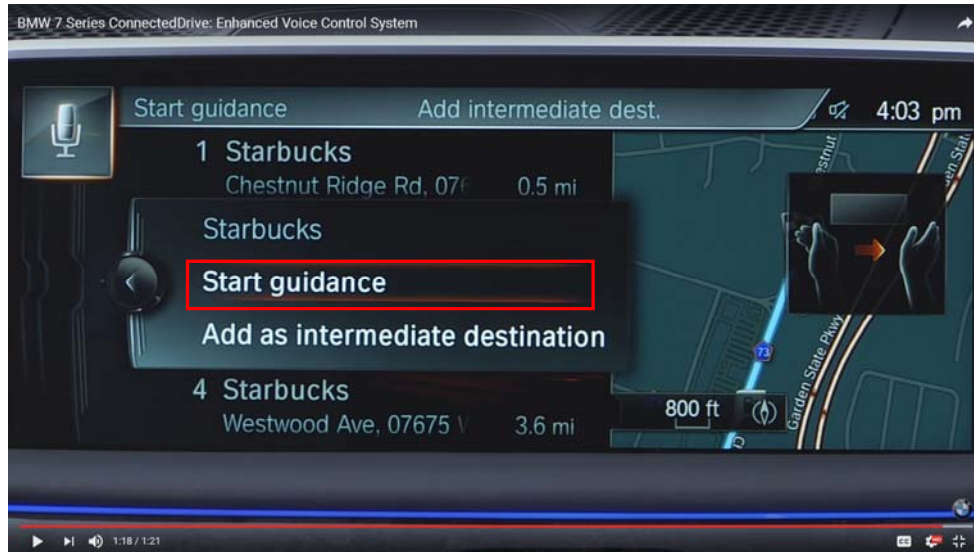 BMW 7 Series ConnectedDrive: Enhanced Voice Control System
Start guidance Add intermediate dest. 4:03 pm
1 Starbucks
Chestnut Ridge Rd, 0.5 mi
Starbucks
Start guidance
Add as intermediate destination
4 Starbucks
Westwood Ave, 07675 3.6 mi
73
Garden State Pkwy
800 ft
1:18 / 1:21
CC